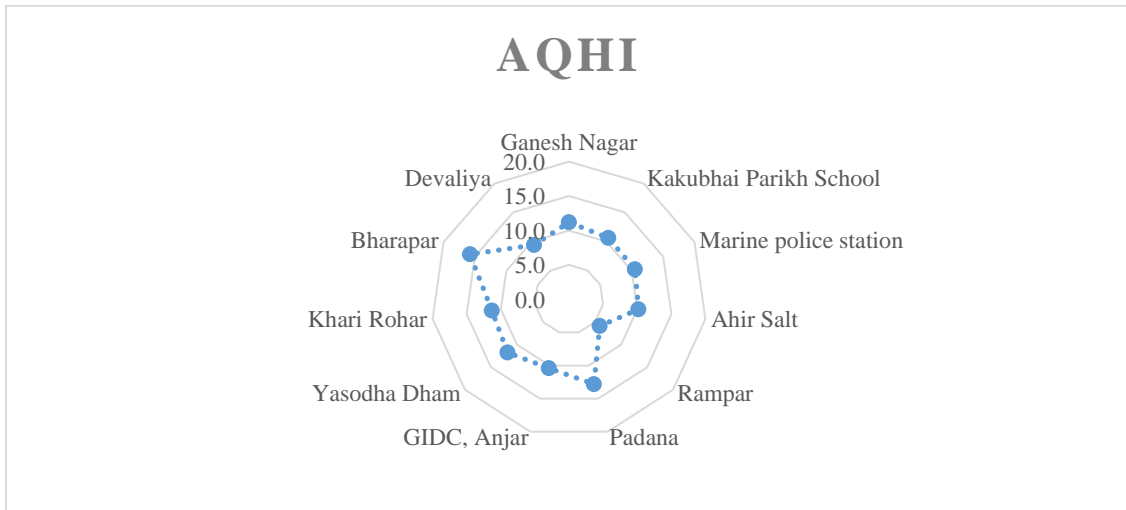 AQHI
Ganesh Nagar
Kakubhai Parikh School
Marine police station
Ahir Salt
Rampar
Padana
GIDC, Anjar
Yasodha Dham
Khari Rohar
Bharapar
Devaliya
20.0
15.0
10.0
5.0
0.0